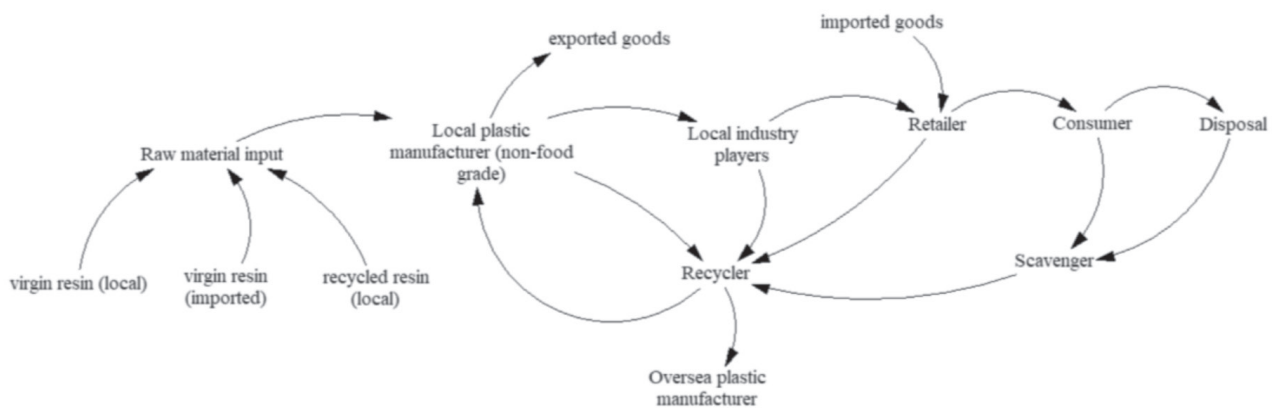 imported goods
exported goods
Local plastic
manufacturer (non-food
grade)
Local industry
players
Retailer
Consumer
Disposal
Raw material input
virgin resin (local)
virgin resin
(imported)
recycled resin
(local)
Recycler
Scavenger
Oversea plastic
manufacturer